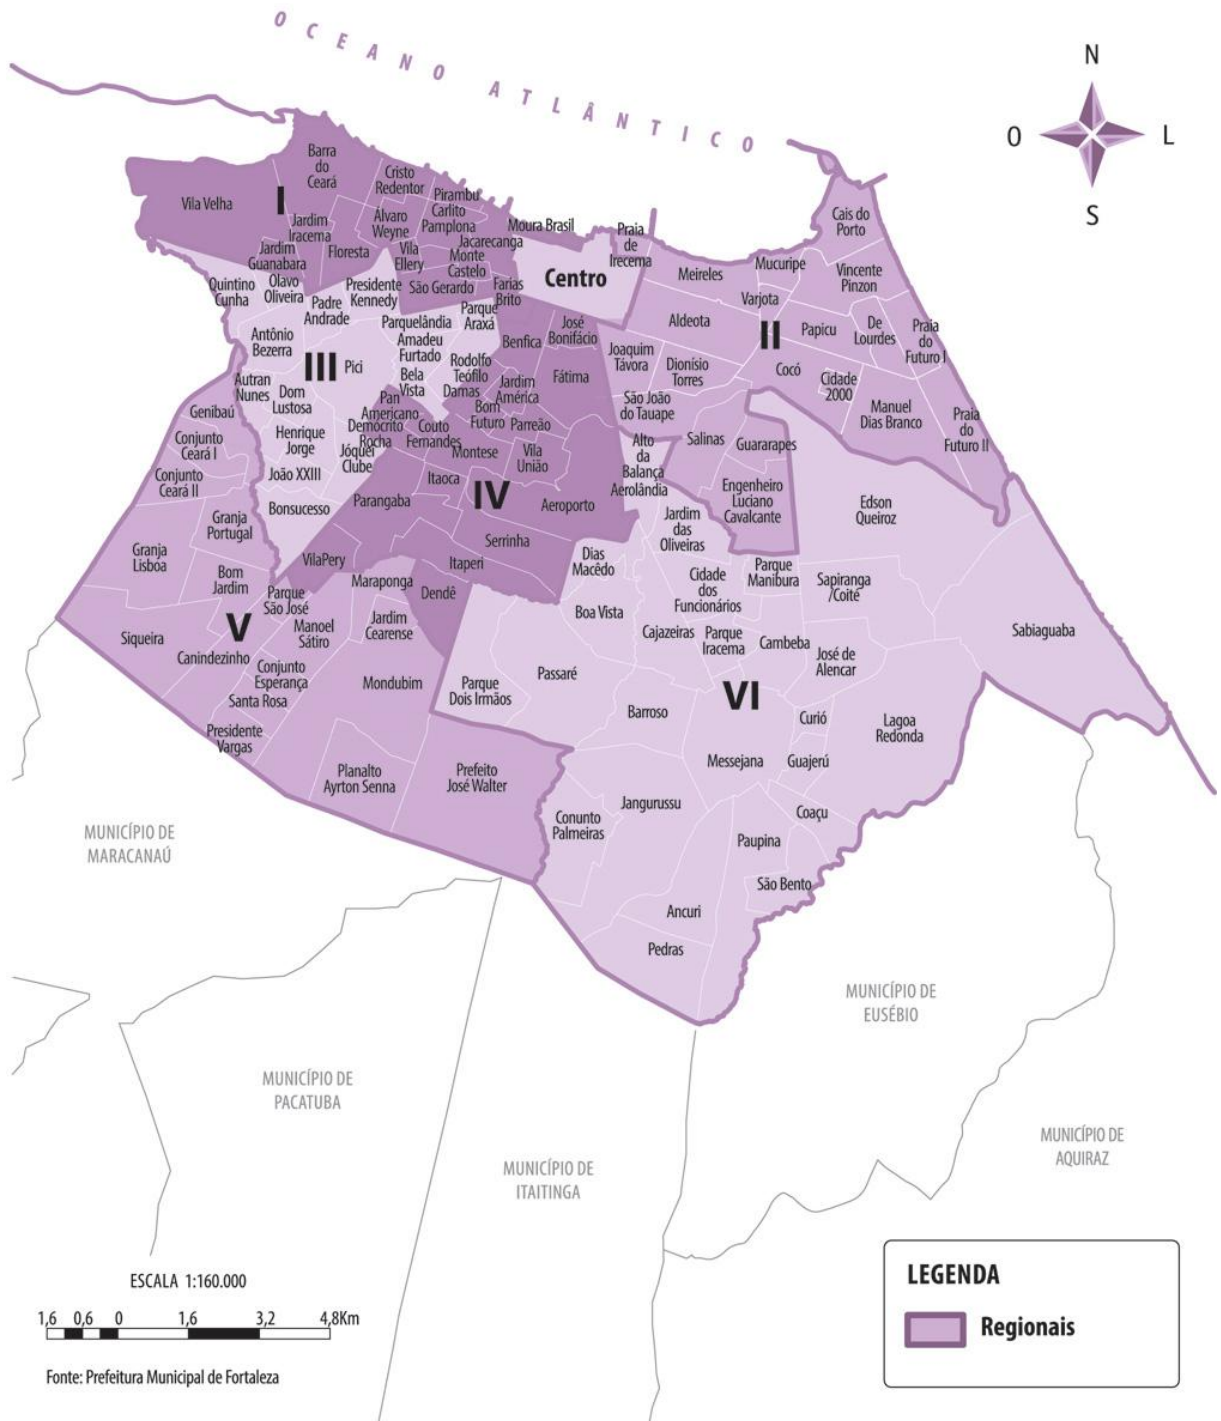 OCEANO ATLÂNTICO
N
O
L
S
Barra
do
Ceará
Vila Velha
I
Cristo
Redentor
Pirambu
Carlito
Pamplona
Álvaro
Weyne
Jardim
Iracema
Floresta
Jardim
Guanabara
Vila
Ellery
Jacarecanga
Monte
Castelo
São Gerardo
Farias
Brito
Moura Brasil
Praia
de
Irecema
Centro
Meireles
Mucuripe
Cais do
Porto
Vincente
Pinzon
Varjota
Aldeota
II
Papicu
De
Lourdes
Praia
do
Futuro I
Joaquim
Távora
Dionísio
Torres
Cocó
Cidade
2000
Manuel
Dias Branco
Praia
do
Futuro II
São João
do Tauape
Salinas
Guararapes
Engenheiro
Luciano
Cavalcante
Quintino
Cunha
Olavo
Oliveira
Padre
Andrade
Presidente
Kennedy
Parquelândia
Amadeu
Furtado
Parque
Araxá
Antônio
Bezerra
III
Pici
Bela
Vista
Rodolfo
Teófilo
Damas
Autran
Nunes
Dom
Lustosa
Henrique
Jorge
João XXIII
Jóquei
Clube
Bonsucesso
Pan
Americano
Demócrito
Rocha
Couto
Fernandes
Benfica
José
Bonifácio
Fátima
Jardim
América
Bom
Futuro
Parreão
Montese
Vila
União
Itaoca
IV
Aeroporto
Parangaba
Serrinha
Itaperi
VilaPery
Dendê
Genibaú
Conjunto
Ceará I
Conjunto
Ceará II
Granja
Portugal
Granja
Lisboa
Bom
Jardim
Parque
São José
Maraponga
Jardim
Cearense
Manoel
Sátiro
V
Siqueira
Canindezinho
Conjunto
Esperança
Santa Rosa
Mondubim
Presidente
Vargas
Planalto
Ayrton Senna
Prefeito
José Walter
Alto
da
Balança
Aerolândia
Jardim
das
Oliveiras
Edson
Queiroz
Dias
Macêdo
Boa Vista
Cidade
dos
Funcionários
Parque
Manibura
Sapiranga
/Coité
Sabiaguaba
Cajazeiras
Parque
Iracema
Cambeba
José de
Alencar
Passaré
Parque
Dois Irmãos
Barroso
VI
Curió
Lagoa
Redonda
Messejana
Guajerú
Jangurussu
Conunto
Palmeiras
Coaçu
Paupina
São Bento
Ancuri
Pedras
MUNICÍPIO DE
MARACANAÚ
MUNICÍPIO DE
PACATUBA
MUNICÍPIO DE
ITAITINGA
MUNICÍPIO DE
EUSÉBIO
MUNICÍPIO DE
AQUIRAZ
ESCALA 1:160.000
1,6 0,6 0 1,6 3,2 4,8Km
Fonte: Prefeitura Municipal de Fortaleza
LEGENDA
Regionais